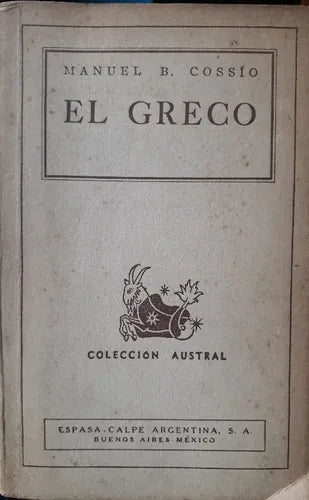 MANUEL B. COSSÍO
EL GRECO
COLECCIÓN AUSTRAL
ESPASA-CALPE ARGENTINA, S. A.
BUENOS AIRES-MÉXICO